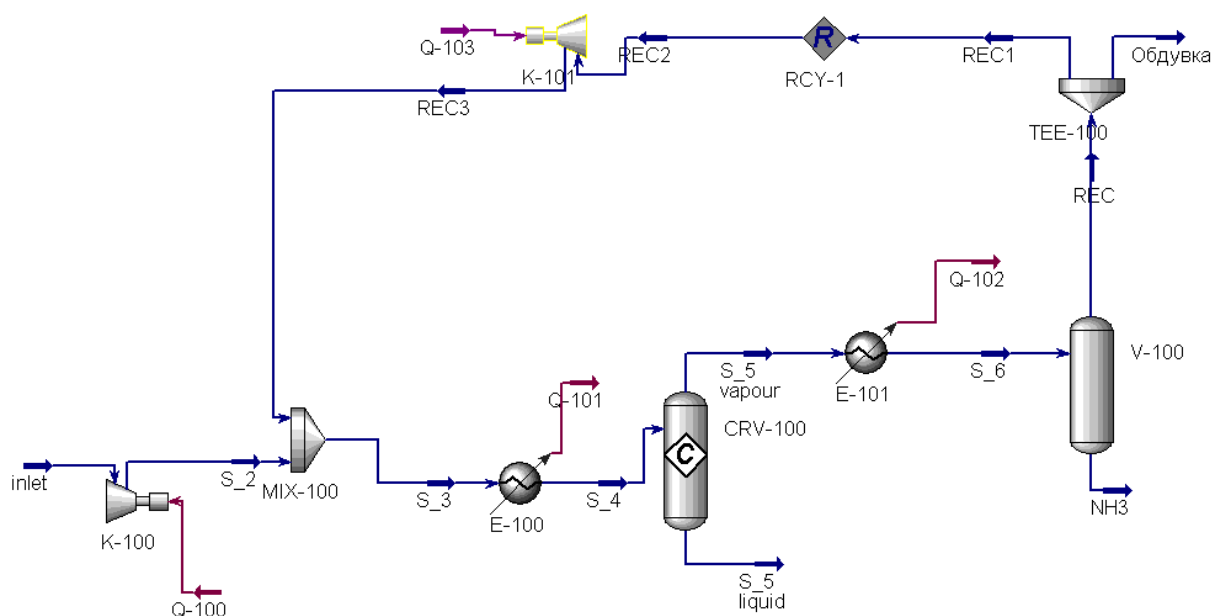 Q-103
K-101
REC2
RCY-1
REC1
Обдувка
REC3
TEE-100
REC
Q-102
S_5
vapour
E-101
S_6
V-100
Q-101
CRV-100
C
inlet
S_2
MIX-100
S_3
E-100
S_4
K-100
NH3
Q-100
S_5
liquid
R